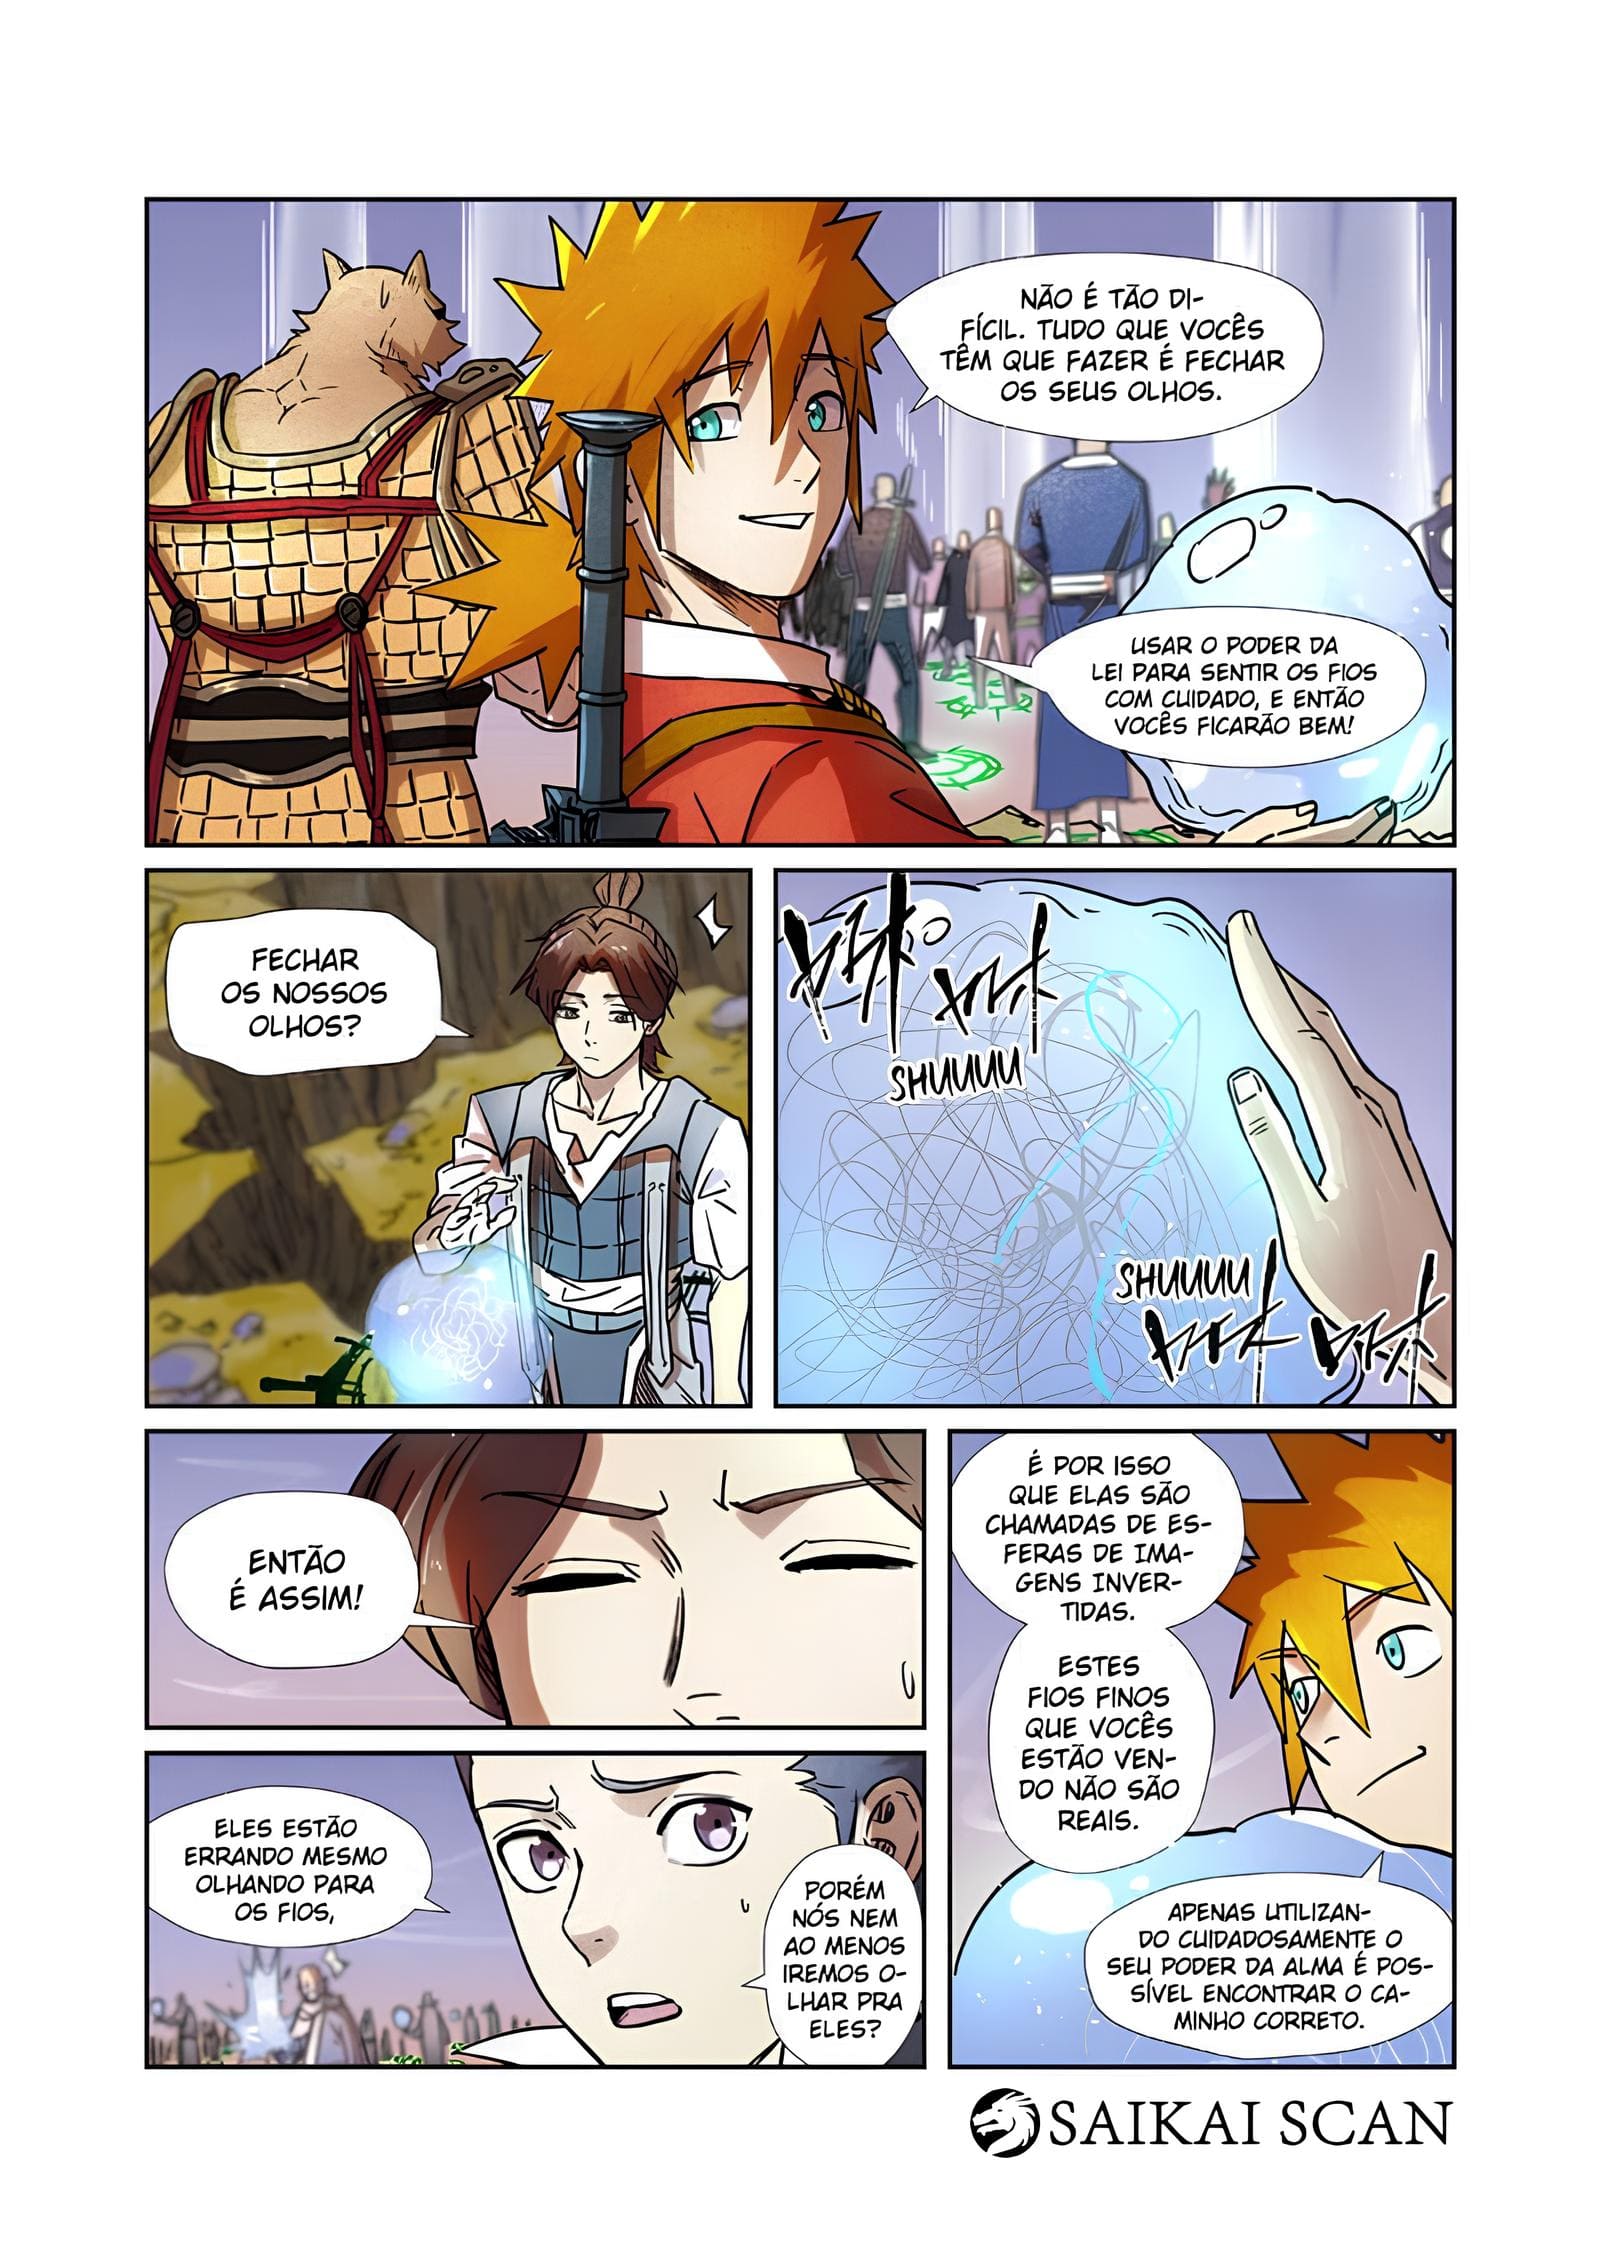 NÃO É TÃO DI-
FÍCIL. TUDO QUE VOCÊS
TÊM QUE FAZER É FECHAR
OS SEUS OLHOS.
USAR O PODER DA
LEI PARA SENTIR OS FIOS
COM CUIDADO, E ENTÃO
VOCÊS FICARÃO BEM!
FECHAR
OS NOSSOS
OLHOS?
SHUUUU
SHUUUU
ENTÃO
É ASSIM!
É POR ISSO
QUE ELAS SÃO
CHAMADAS DE ES-
FERAS DE IMA-
GENS INVER-
TIDAS.
ESTES
FIOS FINOS
QUE VOCÊS
ESTÃO VEN-
DO NÃO SÃO
REAIS.
APENAS UTILIZAN-
DO CUIDADOSAMENTE O
SEU PODER DA ALMA É POS-
SÍVEL ENCONTRAR O CA-
MINHO CORRETO.
ELES ESTÃO
ERRANDO MESMO
OLHANDO PARA
OS FIOS,
PORÉM
NÓS NEM
AO MENOS
IREMOS O-
LHAR PRA
ELES?
SAIKAI SCAN